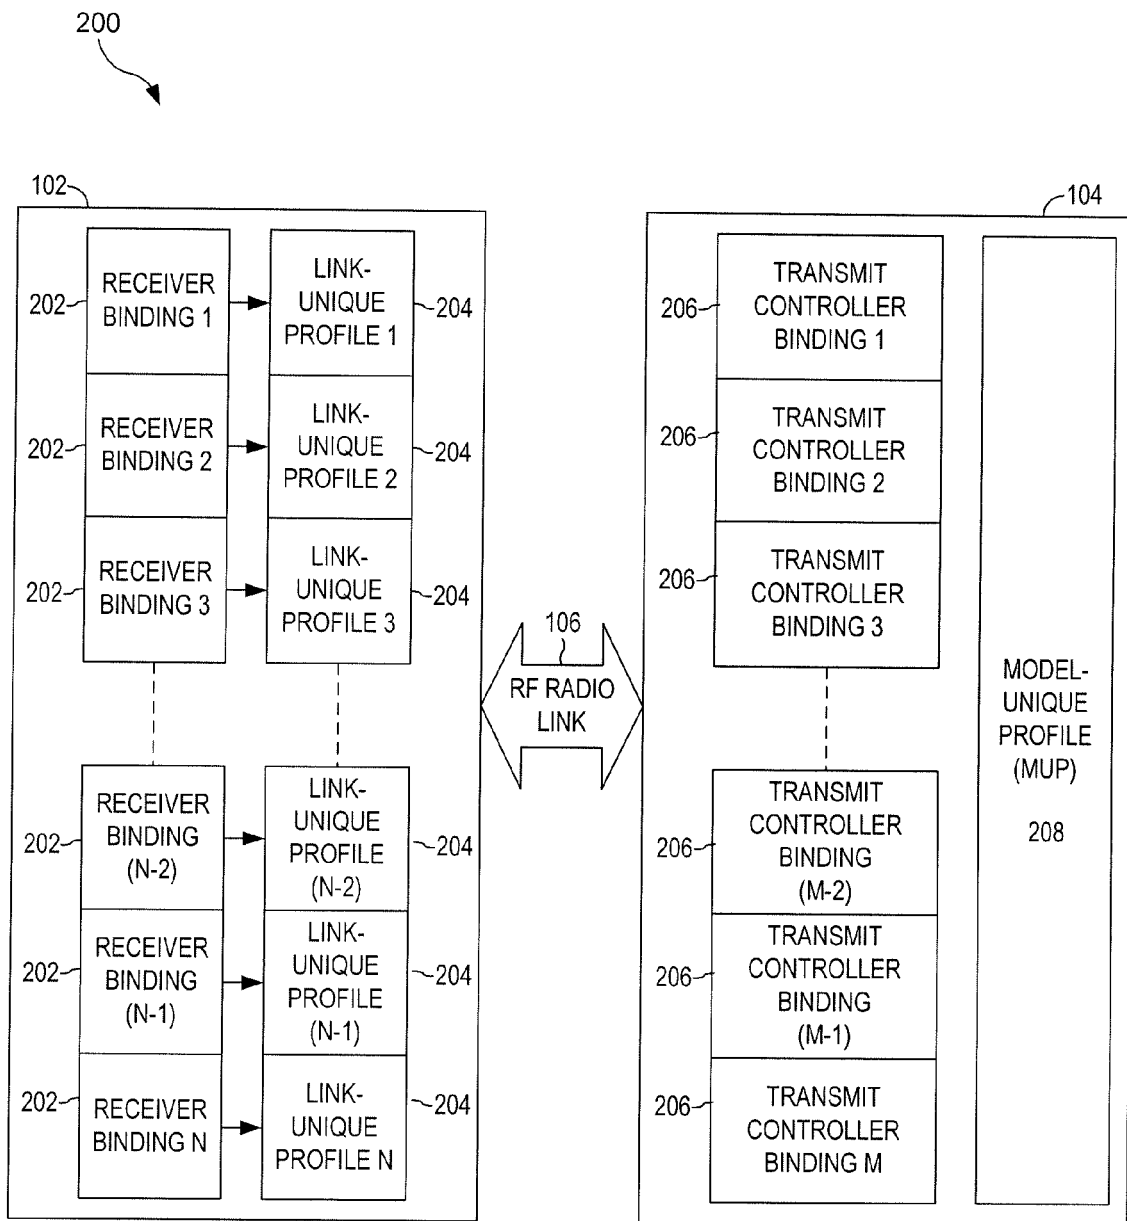 200
102
104
202
RECEIVER
BINDING 1
LINK-
UNIQUE
PROFILE 1
204
206
TRANSMIT
CONTROLLER
BINDING 1
202
RECEIVER
BINDING 2
LINK-
UNIQUE
PROFILE 2
204
206
TRANSMIT
CONTROLLER
BINDING 2
202
RECEIVER
BINDING 3
LINK-
UNIQUE
PROFILE 3
204
206
TRANSMIT
CONTROLLER
BINDING 3
106
RF RADIO
LINK
MODEL-
UNIQUE
PROFILE
(MUP)
208
202
RECEIVER
BINDING
(N-2)
LINK-
UNIQUE
PROFILE
(N-2)
204
206
TRANSMIT
CONTROLLER
BINDING
(M-2)
202
RECEIVER
BINDING
(N-1)
LINK-
UNIQUE
PROFILE
(N-1)
204
206
TRANSMIT
CONTROLLER
BINDING
(M-1)
202
RECEIVER
BINDING N
LINK-
UNIQUE
PROFILE N
204
206
TRANSMIT
CONTROLLER
BINDING M